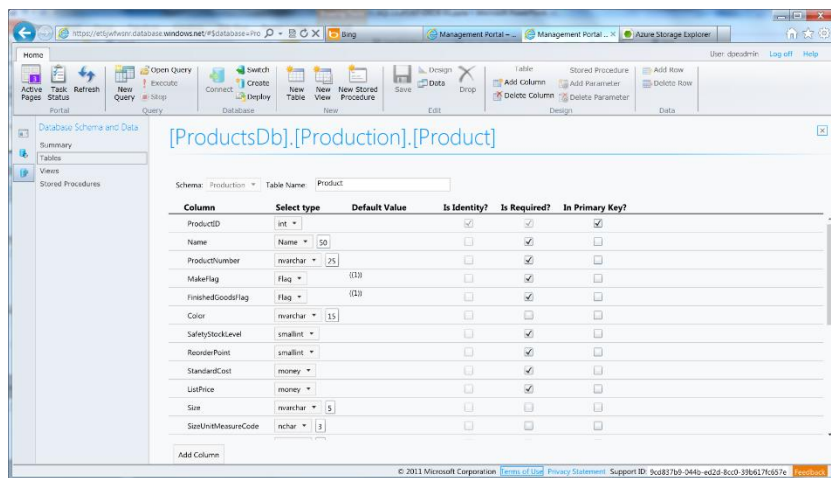 https://et6jwfwsnr.database.windows.net/#$database=Pro
Bing
Management Portal – ...
Management Portal ...
Azure Storage Explorer
Home
User: dpeadmin Log off Help
Active Pages
Task Status
Refresh
New Query
Open Query
Execute
Stop
Connect
Switch
Create
Deploy
New Table
New View
New Stored Procedure
Save
Design
Data
Drop
Table
Add Column
Delete Column
Stored Procedure
Add Parameter
Delete Parameter
Add Row
Delete Row
Portal Query Database New Edit Design Data
Database Schema and Data
Summary
Tables
Views
Stored Procedures
[ProductsDb].[Production].[Product]
Schema: Production Table Name: Product
Column Select type Default Value Is Identity? Is Required? In Primary Key?
ProductID int
Name Name 50
ProductNumber nvarchar 25
MakeFlag Flag ((1))
FinishedGoodsFlag Flag ((1))
Color nvarchar 15
SafetyStockLevel smallint
ReorderPoint smallint
StandardCost money
ListPrice money
Size nvarchar 5
SizeUnitMeasureCode nchar 3
Add Column
© 2011 Microsoft Corporation Terms of Use Privacy Statement Support ID: 9cd837b9-044b-ed2d-8cc0-39b617fc657e Feedback